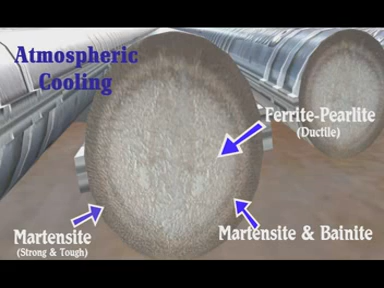 Atmospheric
Cooling
Ferrite-Pearlite
(Ductile)
Martensite
(Strong & Tough)
Martensite & Bainite